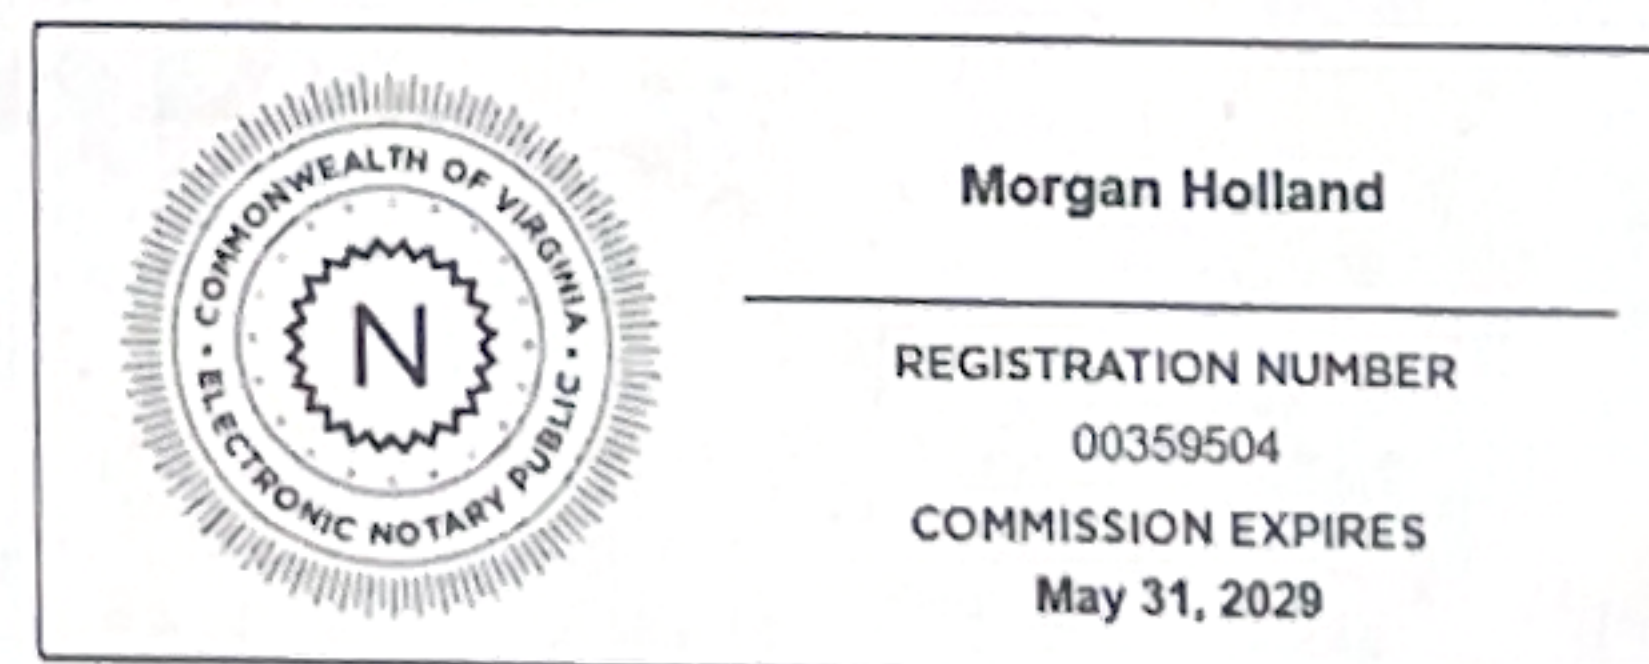 COMMONWEALTH OF VIRGINIA
ELECTRONIC NOTARY PUBLIC
N
Morgan Holland
REGISTRATION NUMBER
00359504
COMMISSION EXPIRES
May 31, 2029